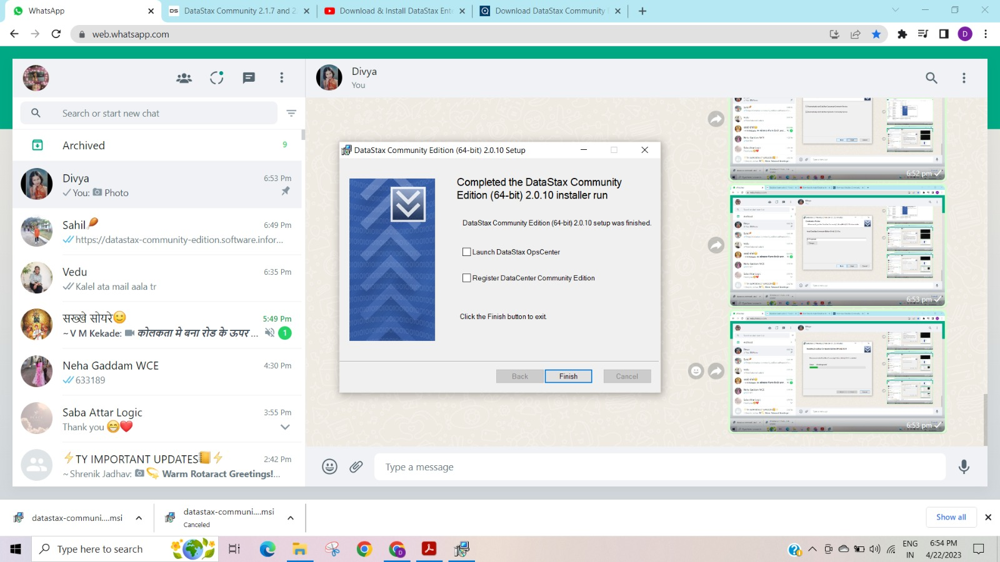 WhatsApp
DS DataStax Community 2.1.7 and 2
Download & Install DataStax Ent
Download DataStax Community
web.whatsapp.com
D
Divya
You
Search or start new chat
Archived 9
Divya 6:53 PM
You: Photo
Sahil 6:49 PM
https://datastax-community-edition.software.infor...
Vedu 6:35 PM
Kalel ata mail aala tr
सख्खे सोयरे 5:49 PM
~ V M Kekade: कोलकता मे बना रोड के ऊपर ... 1
Neha Gaddam WCE 4:30 PM
633189
Saba Attar Logic 3:55 PM
Thank you
TY IMPORTANT UPDATES 2:42 PM
~ Shrenik Jadhav: Warm Rotaract Greetings!...
DataStax Community Edition (64-bit) 2.0.10 Setup
Completed the DataStax Community
Edition (64-bit) 2.0.10 installer run
DataStax Community Edition (64-bit) 2.0.10 setup was finished.
Launch DataStax OpsCenter
Register DataCenter Community Edition
Click the Finish button to exit.
Back Finish Cancel
6:52 pm
6:53 pm
6:53 pm
Type a message
datastax-communi....msi
datastax-communi....msi
Canceled
Show all
Type here to search
ENG
IN
6:54 PM
4/22/2023